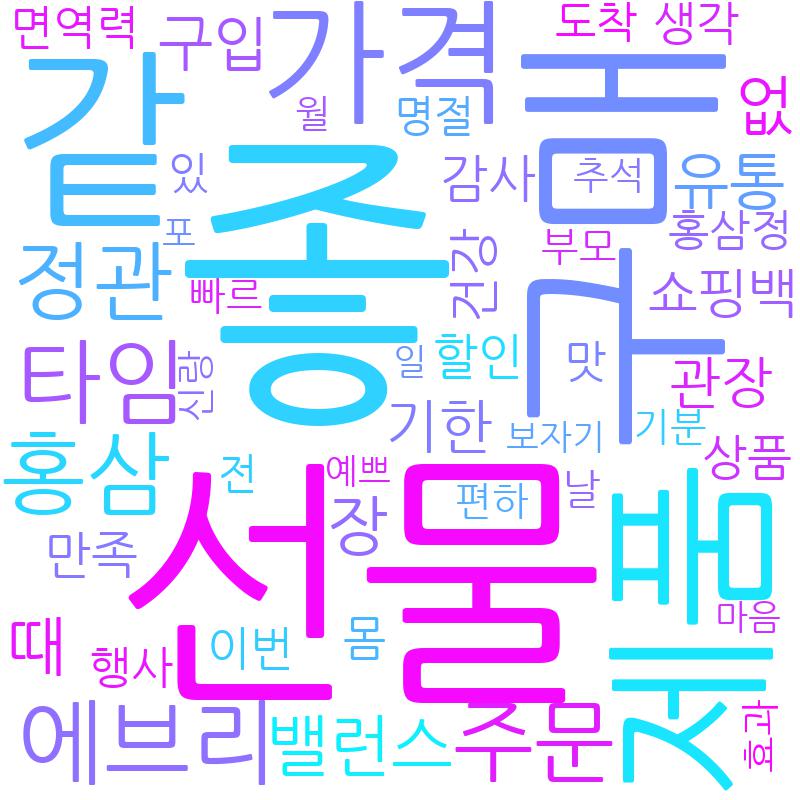 면역력
구입
가격
도착
생각
같
월
명절
구매
없
있
좋
감사
추석
유통
포
정관
빠르
건강
부모
홍삼정
쇼핑백
타임
신랑
일
할인
맛
관장
기한
보자기
기분
홍삼
전
예쁘
장
편하
날
상품
만족
선물
제품
때
행사
이번
몸
마음
에브리
밸런스
주문
효과